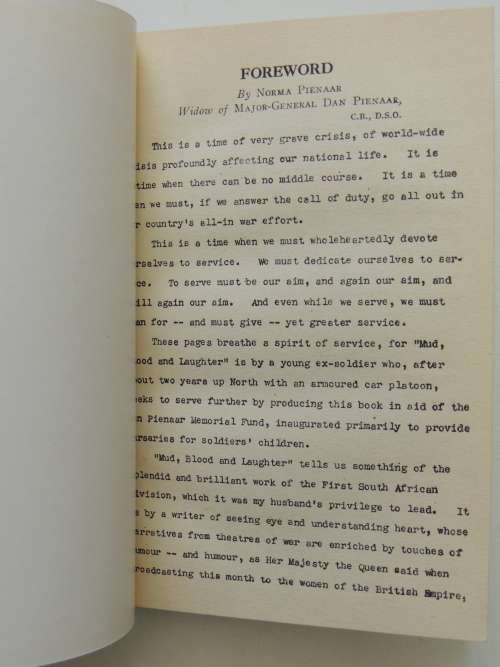 FOREWORD
By NORMA PIENAAR
Widow of MAJOR-GENERAL DAN PIENAAR,
C.B., D.S.O.
This is a time of very grave crisis, of world-wide
isis profoundly affecting our national life. It is
time when there can be no middle course. It is a time
en we must, if we answer the call of duty, go all out in
r country's all-in war effort.
This is a time when we must wholeheartedly devote
rselves to service. We must dedicate ourselves to ser-
ce. To serve must be our aim, and again our aim, and
ill again our aim. And even while we serve, we must
an for -- and must give -- yet greater service.
These pages breathe a spirit of service, for "Mud,
lood and Laughter" is by a young ex-soldier who, after
out two years up North with an armoured car platoon,
eks to serve further by producing this book in aid of the
n Pienaar Memorial Fund, inaugurated primarily to provide
rseries for soldiers' children.
"Mud, Blood and Laughter" tells us something of the
plendid and brilliant work of the First South African
ivision, which it was my husband's privilege to lead. It
s by a writer of seeing eye and understanding heart, whose
arratives from theatres of war are enriched by touches of
umour -- and humour, as Her Majesty the Queen said when
roadcasting this month to the women of the British Empire,